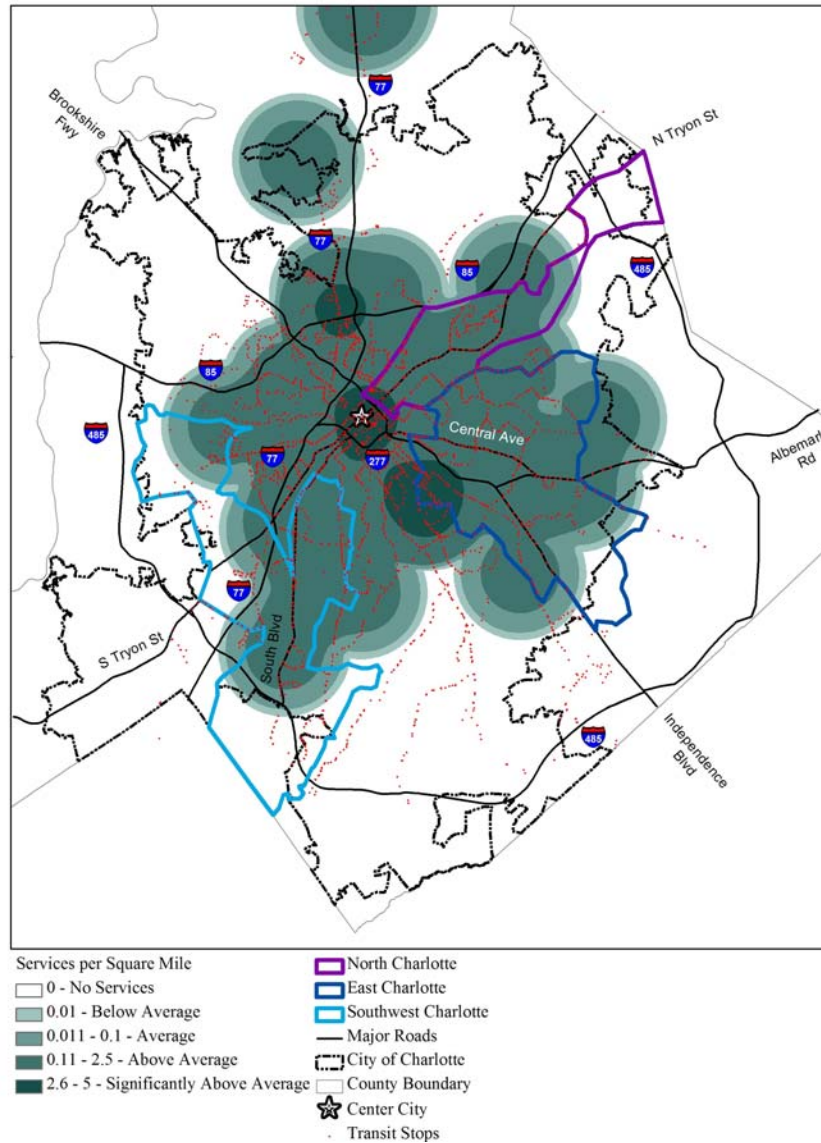 77
Brookshire
Fwy
N Tryon St
77
85
485
85
485
Central Ave
77
277
Albemarle
Rd
77
S Tryon St
South Blvd
485
Independence
Blvd
Services per Square Mile
0 - No Services
0.01 - Below Average
0.011 - 0.1 - Average
0.11 - 2.5 - Above Average
2.6 - 5 - Significantly Above Average
North Charlotte
East Charlotte
Southwest Charlotte
Major Roads
City of Charlotte
County Boundary
Center City
Transit Stops